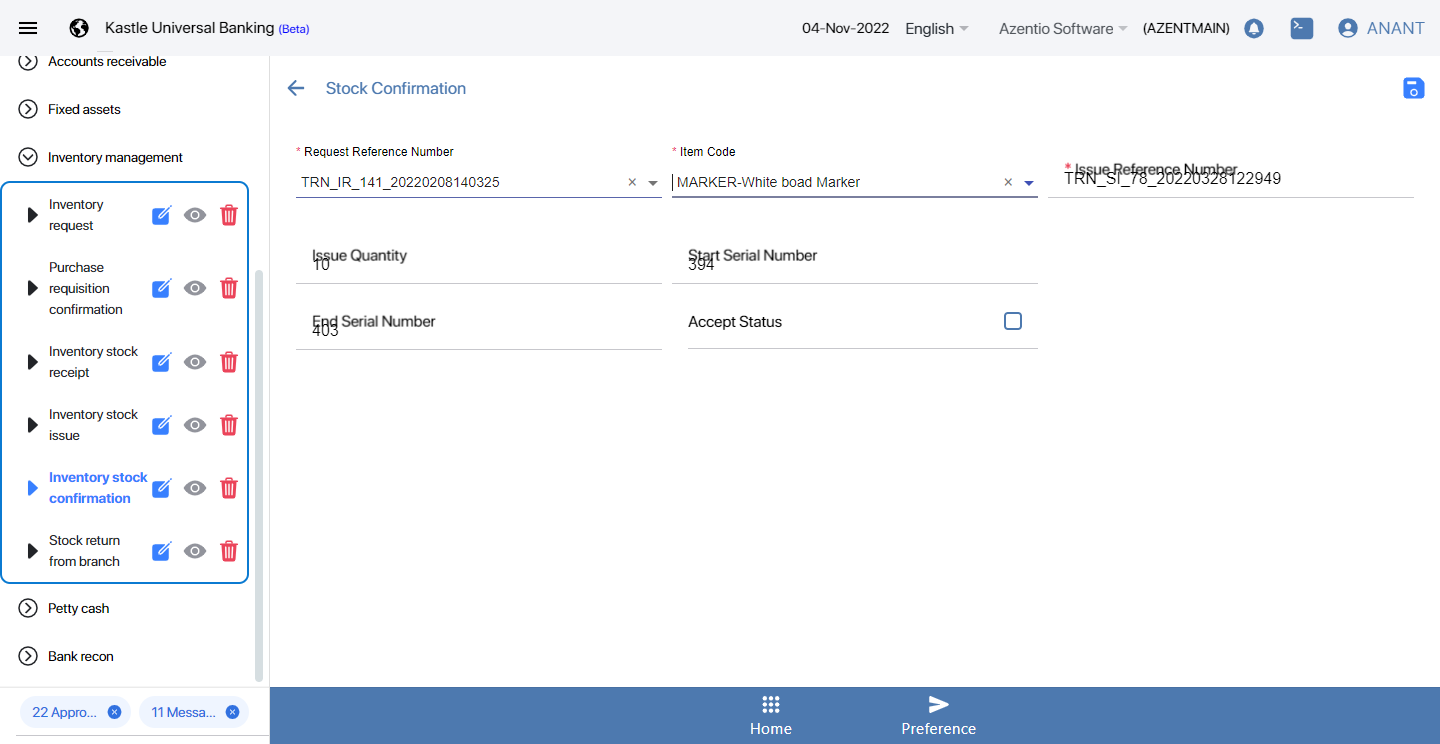 Kastle Universal Banking (Beta)
04-Nov-2022
English
Azentio Software
(AZENTMAIN)
ANANT
Accounts receivable
Fixed assets
Inventory management
Inventory
request
Purchase
requisition
confirmation
Inventory stock
receipt
Inventory stock
issue
Inventory stock
confirmation
Stock return
from branch
Petty cash
Bank recon
22 Appro...
11 Messa...
Stock Confirmation
* Request Reference Number
TRN_IR_141_20220208140325
* Item Code
MARKER-White boad Marker
* Issue Reference Number
TRN_SI_78_20220328122949
Issue Quantity
10
Start Serial Number
394
End Serial Number
403
Accept Status
Home
Preference